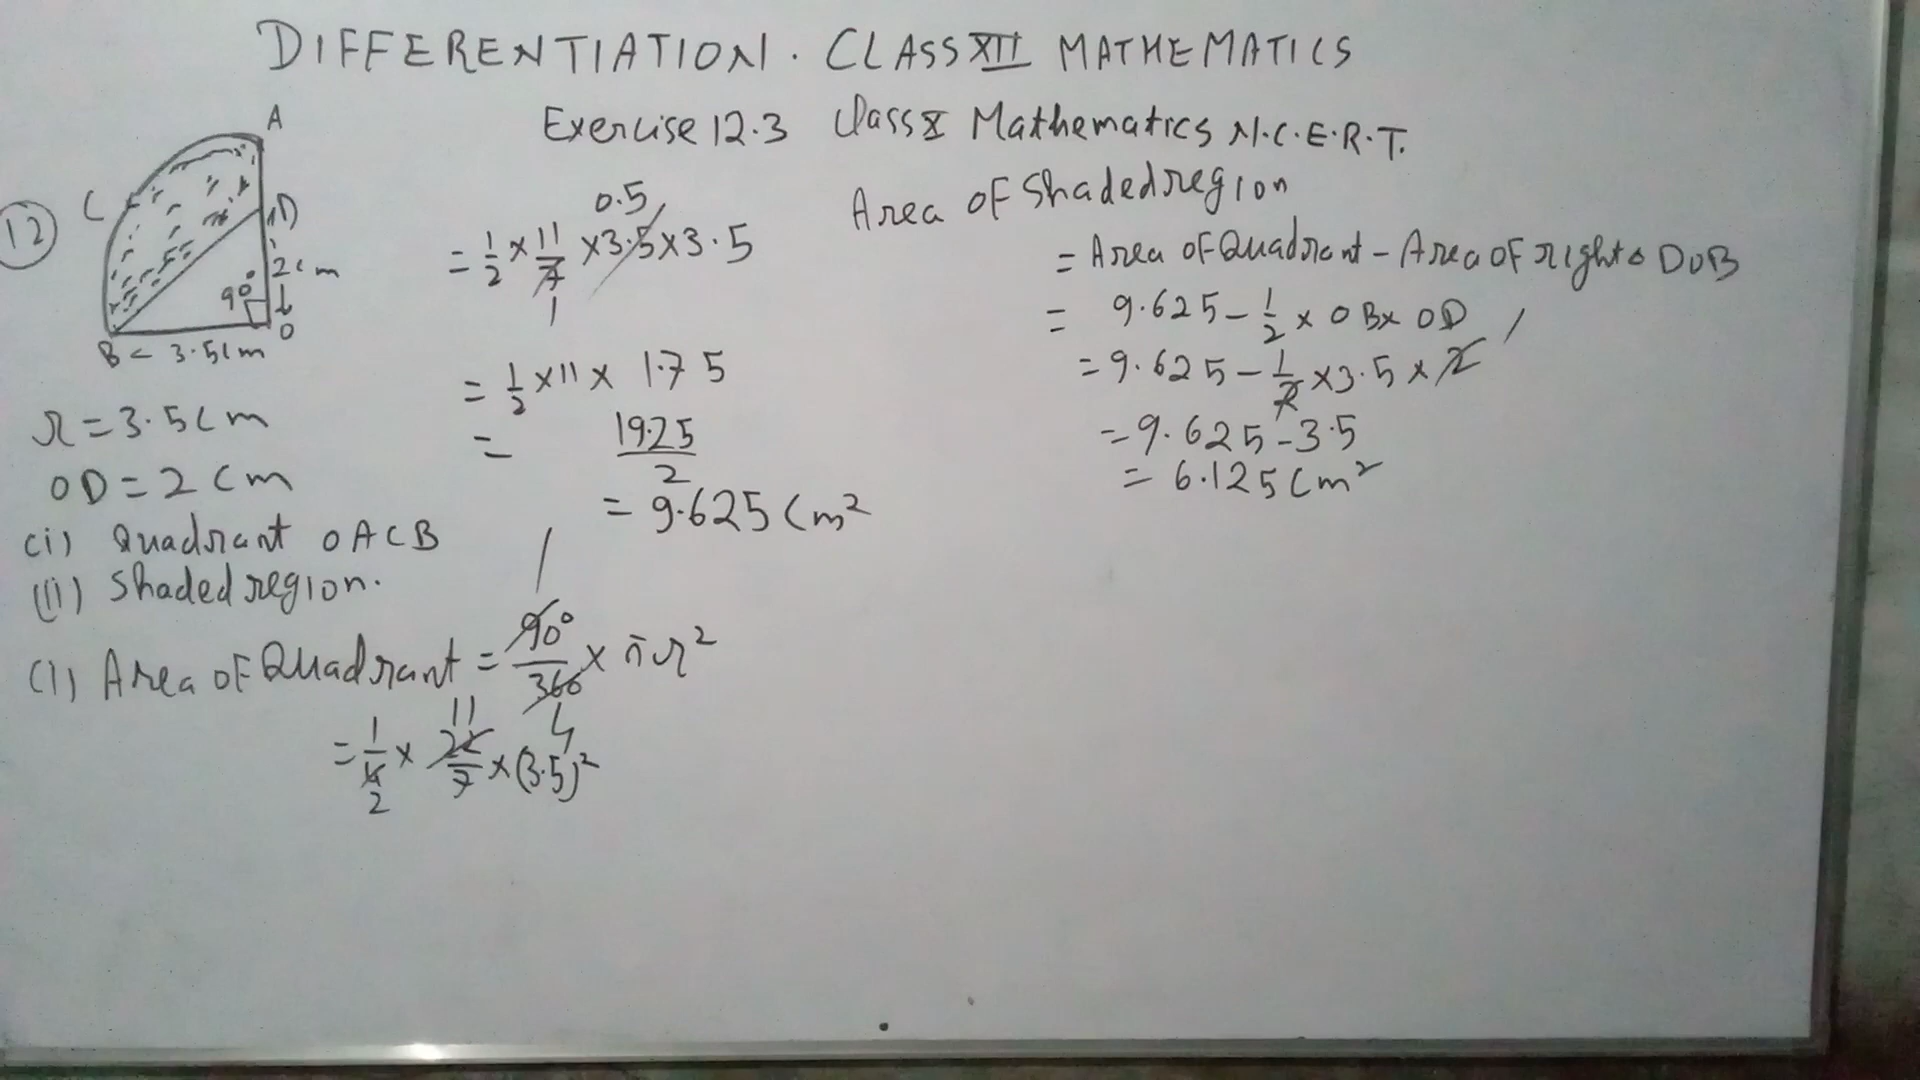 DIFFERENTIATION. CLASS XII MATHEMATICS
Exercise 12.3 Class X Mathematics N.C.E.R.T.
12
A
C
D
2cm
90°
O
B < 3.5cm
r = 3.5cm
OD = 2cm
(i) Quadrant OACB
(ii) Shaded region.
(i) Area of Quadrant = 90°/360 × πr²
1
4
= 1/4 × 22/7 × (3.5)²
11
2
0.5
= 1/2 × 11/7 × 3.5 × 3.5
1
= 1/2 × 11 × 1.75
= 19.25/2
= 9.625 cm²
Area of Shaded region
= Area of Quadrant - Area of right △ DOB
= 9.625 - 1/2 × OB × OD
= 9.625 - 1/2 × 3.5 × 2
= 9.625 - 3.5
= 6.125 cm²